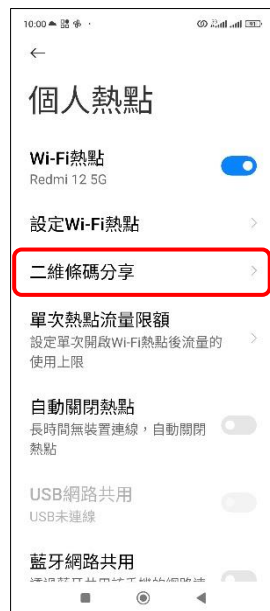 10:00
個人熱點
Wi-Fi熱點
Redmi 12 5G
設定Wi-Fi熱點
二維條碼分享
單次熱點流量限額
設定單次開啟Wi-Fi熱點後流量的
使用上限
自動關閉熱點
長時間無裝置連線，自動關閉
熱點
USB網路共用
USB未連線
藍牙網路共用